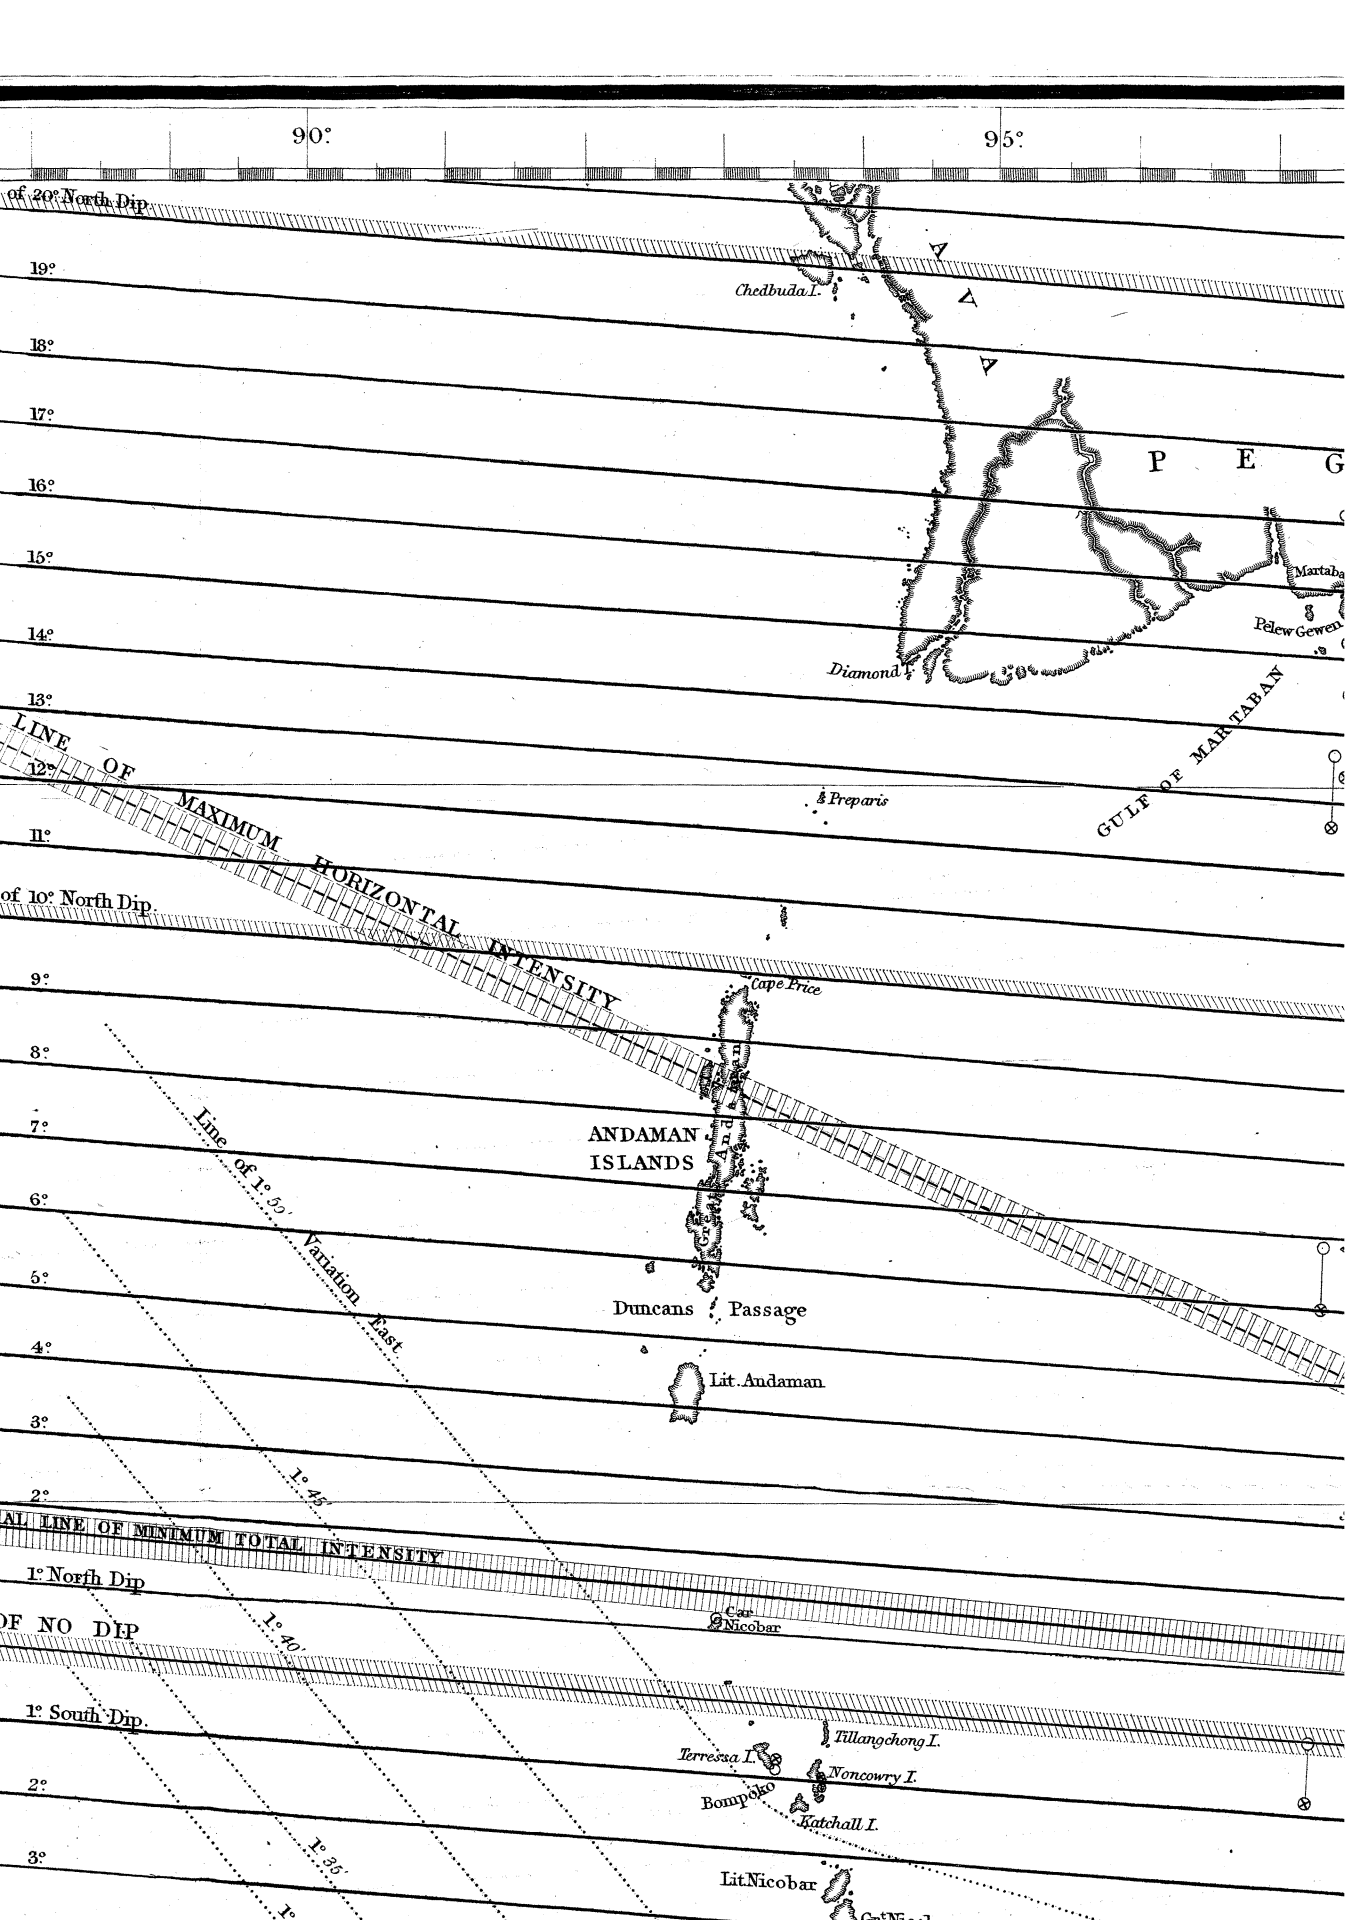 90°.
95°.
of 20° North Dip
19°.
A
V
A
Chedbuda I.
18°.
17°.
P E G
16°.
15°.
Martaba
Pelew Gewen
14°.
Diamond I.
13°.
GULF OF MARTABAN
LINE OF MAXIMUM HORIZONTAL INTENSITY
12°.
Preparis
11°.
of 10° North Dip.
9°.
Cape Price
8°.
7°.
ANDAMAN
ISLANDS
Great Andaman
Line of 1° 50' Variation East
6°.
5°.
Duncans Passage
4°.
Lit. Andaman
3°.
1° 45'
2°.
AL LINE OF MINIMUM TOTAL INTENSITY
1° North Dip
Car
Nicobar
1° 40'
OF NO DIP
1° South Dip.
Tillangchong I.
Terressa I.
Noncowry I.
Bompoko
2°.
Katchall I.
1° 35'
3°.
Lit. Nicobar
1°